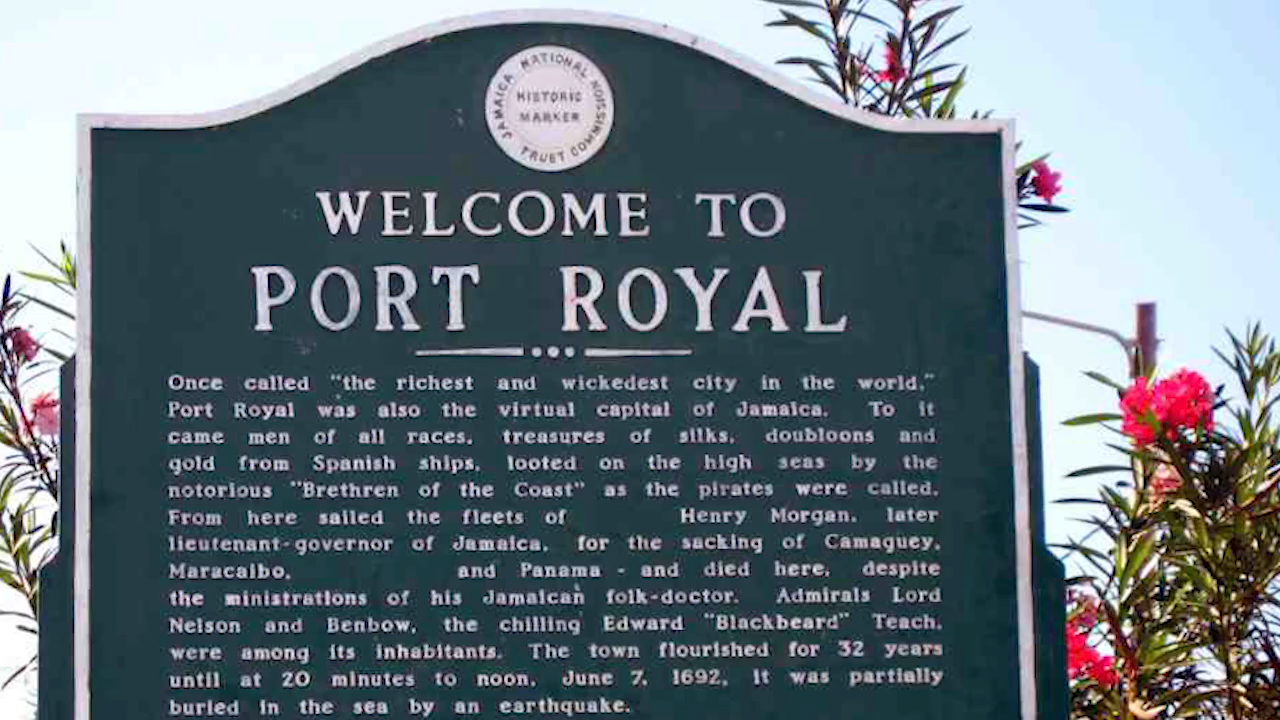 JAMAICA NATIONAL TRUST COMMISSION
HISTORIC
MARKER
WELCOME TO
PORT ROYAL
Once called "the richest and wickedest city in the world,"
Port Royal was also the virtual capital of Jamaica. To it
came men of all races, treasures of silks, doubloons and
gold from Spanish ships, looted on the high seas by the
notorious "Brethren of the Coast" as the pirates were called.
From here sailed the fleets of Henry Morgan, later
lieutenant-governor of Jamaica, for the sacking of Camaguey,
Maracaibo, and Panama - and died here, despite
the ministrations of his Jamaican folk-doctor. Admirals Lord
Nelson and Benbow, the chilling Edward "Blackbeard" Teach,
were among its inhabitants. The town flourished for 32 years
until at 20 minutes to noon, June 7, 1692, it was partially
buried in the sea by an earthquake.